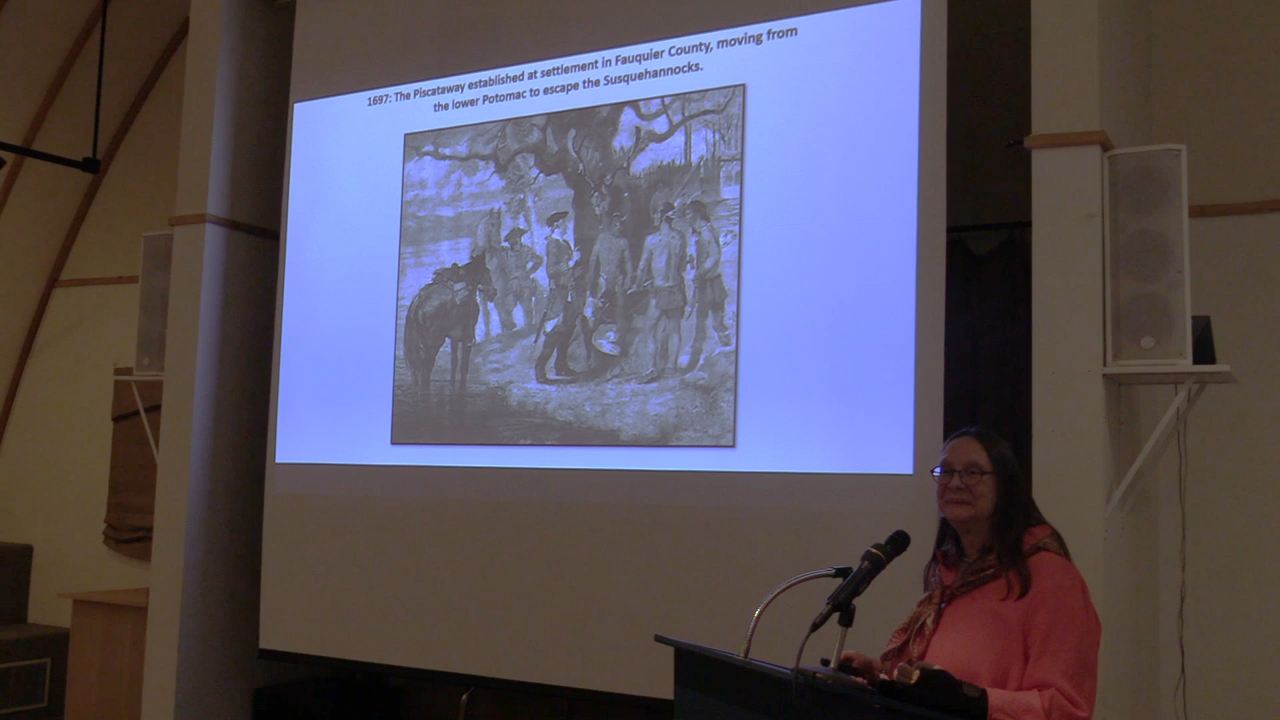 1697: The Piscataway established at settlement in Fauquier County, moving from
the lower Potomac to escape the Susquehannocks.